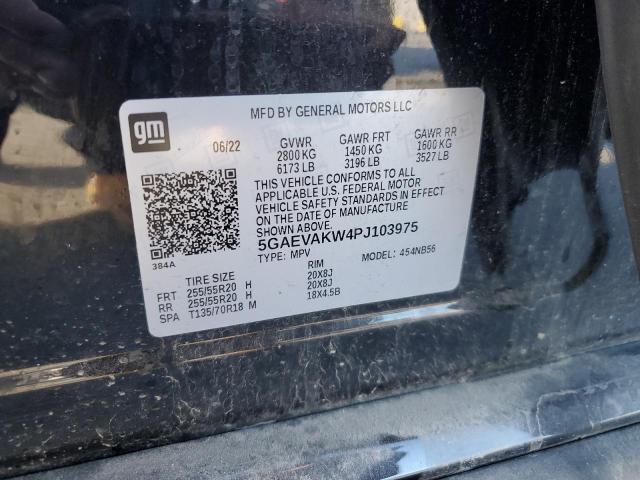 MFD BY GENERAL MOTORS LLC
gm
06/22 GVWR GAWR FRT GAWR RR
2800 KG 1450 KG 1600 KG
6173 LB 3196 LB 3527 LB
THIS VEHICLE CONFORMS TO ALL
APPLICABLE U.S. FEDERAL MOTOR
VEHICLE SAFETY STANDARDS IN EFFECT
ON THE DATE OF MANUFACTURE
SHOWN ABOVE.
5GAEVAKW4PJ103975
384A
TYPE: MPV MODEL: 454NB56
TIRE SIZE RIM
FRT 255/55R20 H 20X8J
RR 255/55R20 H 20X8J
SPA T135/70R18 M 18X4.5B